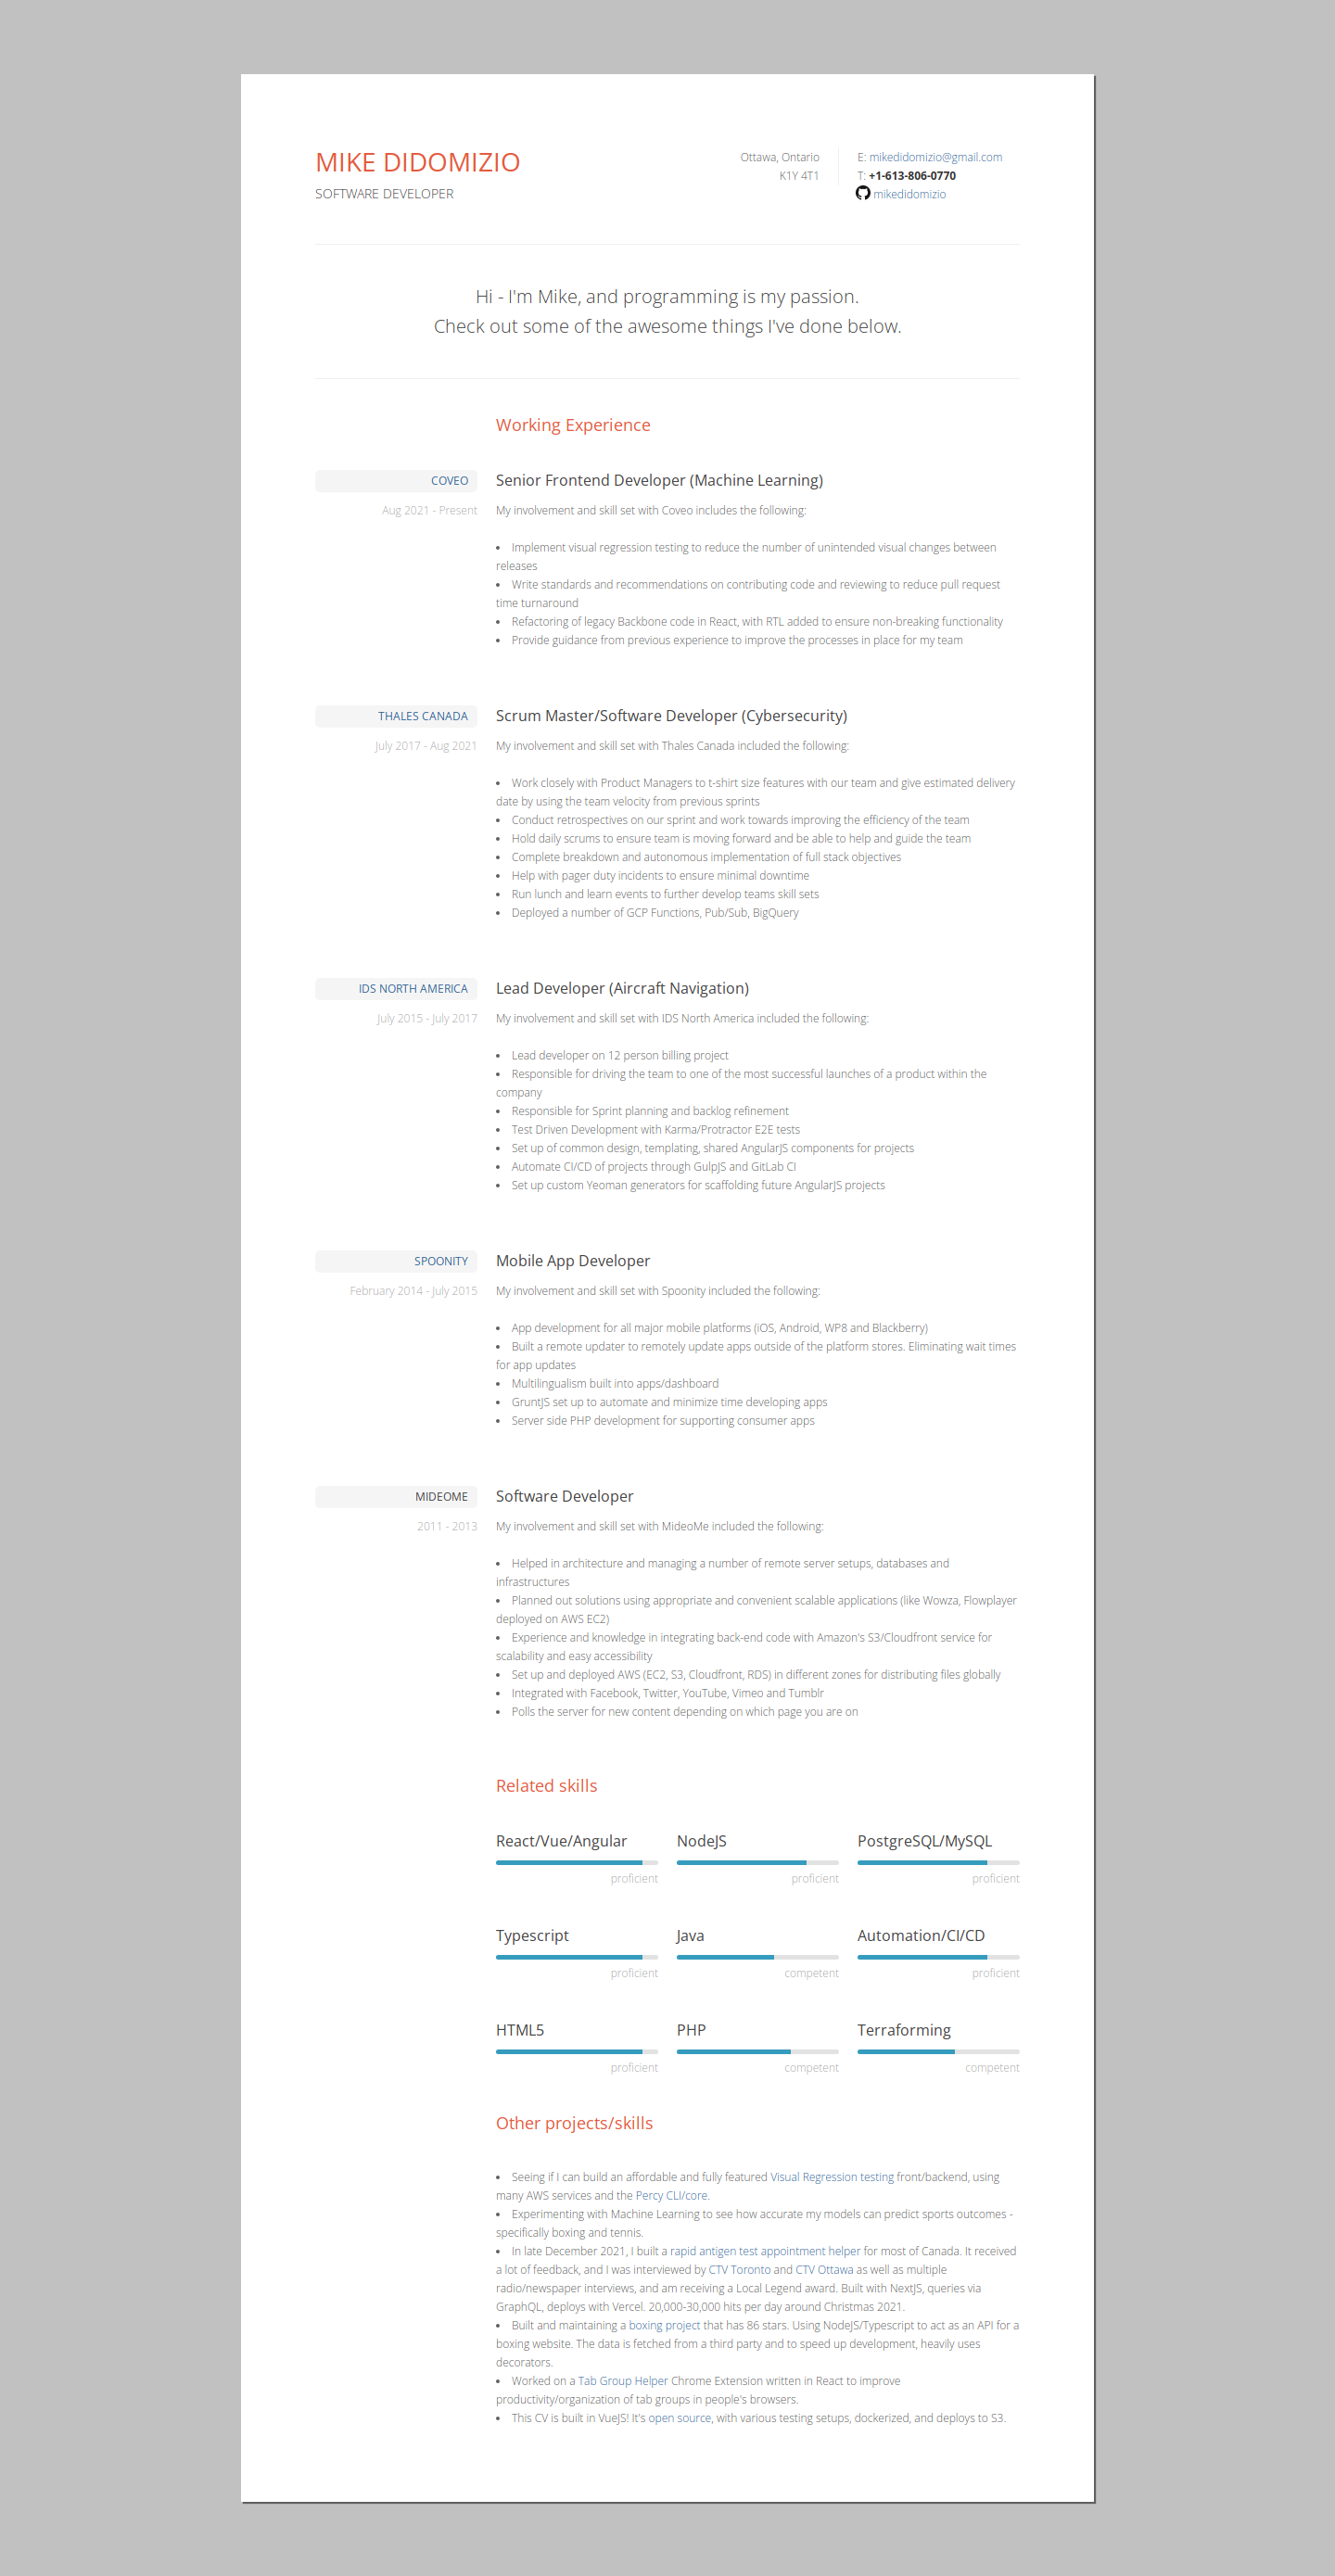 MIKE DIDOMIZIO
SOFTWARE DEVELOPER
Ottawa, Ontario
K1Y 4T1
E: mikedidomizio@gmail.com
T: +1-613-806-0770
mikedidomizio
Hi - I'm Mike, and programming is my passion.
Check out some of the awesome things I've done below.
Working Experience
COVEO
Aug 2021 - Present
Senior Frontend Developer (Machine Learning)
My involvement and skill set with Coveo includes the following:
• Implement visual regression testing to reduce the number of unintended visual changes between
releases
• Write standards and recommendations on contributing code and reviewing to reduce pull request
time turnaround
• Refactoring of legacy Backbone code in React, with RTL added to ensure non-breaking functionality
• Provide guidance from previous experience to improve the processes in place for my team
THALES CANADA
July 2017 - Aug 2021
Scrum Master/Software Developer (Cybersecurity)
My involvement and skill set with Thales Canada included the following:
• Work closely with Product Managers to t-shirt size features with our team and give estimated delivery
date by using the team velocity from previous sprints
• Conduct retrospectives on our sprint and work towards improving the efficiency of the team
• Hold daily scrums to ensure team is moving forward and be able to help and guide the team
• Complete breakdown and autonomous implementation of full stack objectives
• Help with pager duty incidents to ensure minimal downtime
• Run lunch and learn events to further develop teams skill sets
• Deployed a number of GCP Functions, Pub/Sub, BigQuery
IDS NORTH AMERICA
July 2015 - July 2017
Lead Developer (Aircraft Navigation)
My involvement and skill set with IDS North America included the following:
• Lead developer on 12 person billing project
• Responsible for driving the team to one of the most successful launches of a product within the
company
• Responsible for Sprint planning and backlog refinement
• Test Driven Development with Karma/Protractor E2E tests
• Set up of common design, templating, shared AngularJS components for projects
• Automate CI/CD of projects through GulpJS and GitLab CI
• Set up custom Yeoman generators for scaffolding future AngularJS projects
SPOONITY
February 2014 - July 2015
Mobile App Developer
My involvement and skill set with Spoonity included the following:
• App development for all major mobile platforms (iOS, Android, WP8 and Blackberry)
• Built a remote updater to remotely update apps outside of the platform stores. Eliminating wait times
for app updates
• Multilingualism built into apps/dashboard
• GruntJS set up to automate and minimize time developing apps
• Server side PHP development for supporting consumer apps
MIDEOME
2011 - 2013
Software Developer
My involvement and skill set with MideoMe included the following:
• Helped in architecture and managing a number of remote server setups, databases and
infrastructures
• Planned out solutions using appropriate and convenient scalable applications (like Wowza, Flowplayer
deployed on AWS EC2)
• Experience and knowledge in integrating back-end code with Amazon's S3/Cloudfront service for
scalability and easy accessibility
• Set up and deployed AWS (EC2, S3, Cloudfront, RDS) in different zones for distributing files globally
• Integrated with Facebook, Twitter, YouTube, Vimeo and Tumblr
• Polls the server for new content depending on which page you are on
Related skills
React/Vue/Angular
proficient
NodeJS
proficient
PostgreSQL/MySQL
proficient
Typescript
proficient
Java
competent
Automation/CI/CD
proficient
HTML5
proficient
PHP
competent
Terraforming
competent
Other projects/skills
• Seeing if I can build an affordable and fully featured Visual Regression testing front/backend, using
many AWS services and the Percy CLI/core.
• Experimenting with Machine Learning to see how accurate my models can predict sports outcomes -
specifically boxing and tennis.
• In late December 2021, I built a rapid antigen test appointment helper for most of Canada. It received
a lot of feedback, and I was interviewed by CTV Toronto and CTV Ottawa as well as multiple
radio/newspaper interviews, and am receiving a Local Legend award. Built with NextJS, queries via
GraphQL, deploys with Vercel. 20,000-30,000 hits per day around Christmas 2021.
• Built and maintaining a boxing project that has 86 stars. Using NodeJS/Typescript to act as an API for a
boxing website. The data is fetched from a third party and to speed up development, heavily uses
decorators.
• Worked on a Tab Group Helper Chrome Extension written in React to improve
productivity/organization of tab groups in people's browsers.
• This CV is built in VueJS! It's open source, with various testing setups, dockerized, and deploys to S3.